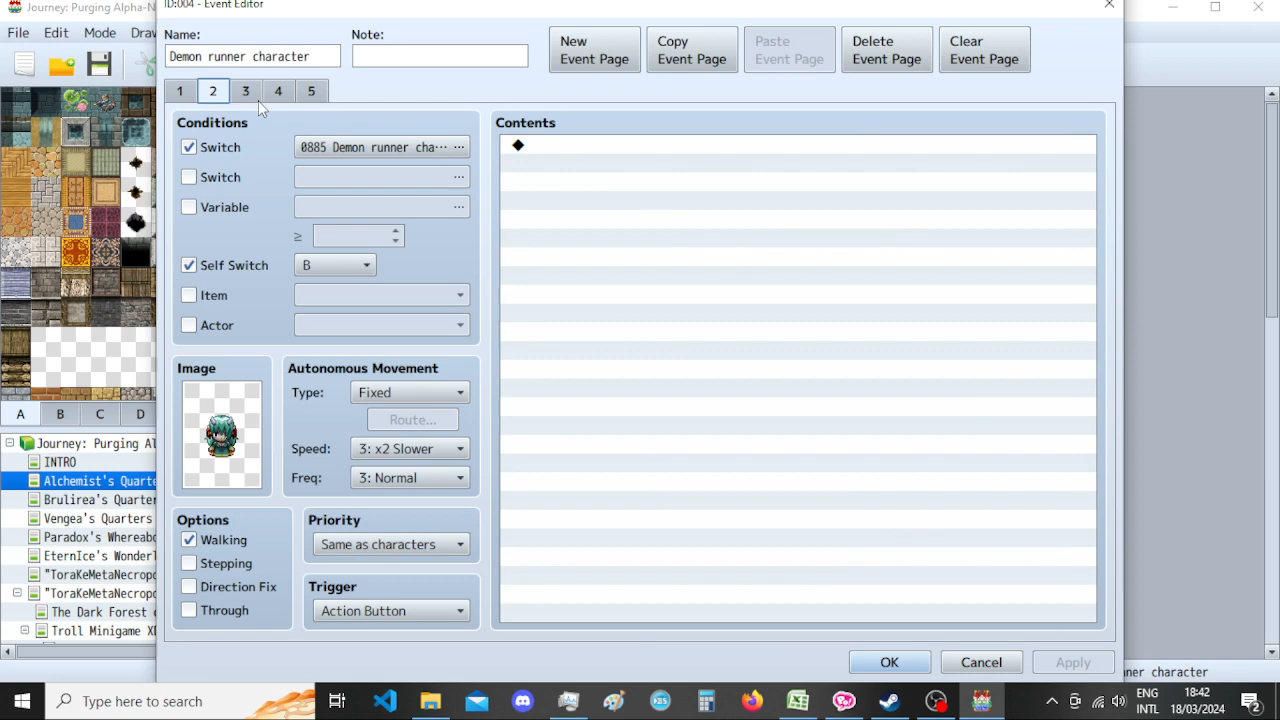 Journey: Purging Alpha-N
ID:004 - Event Editor
File Edit Mode Draw
Name:
Note:
Demon runner character
New
Event Page
Copy
Event Page
Paste
Event Page
Delete
Event Page
Clear
Event Page
1 2 3 4 5
Conditions
Contents
Switch
0885 Demon runner cha··· ···
◆
Switch
···
Variable
···
≥
Self Switch
B
Item
Actor
Image
Autonomous Movement
Type:
Fixed
Route...
Speed:
3: x2 Slower
Freq:
3: Normal
Options
Walking
Stepping
Direction Fix
Through
Priority
Same as characters
Trigger
Action Button
OK
Cancel
Apply
A B C D
Journey: Purging Al
INTRO
Alchemist's Quarte
Brulirea's Quarter
Vengea's Quarters
Paradox's Whereabo
EternIce's Wonderl
"ToraKeMetaNecropo
"ToraKeMetaNecropo
The Dark Forest
Troll Minigame XD
nner character
Type here to search
ENG
INTL
18:42
18/03/2024
2